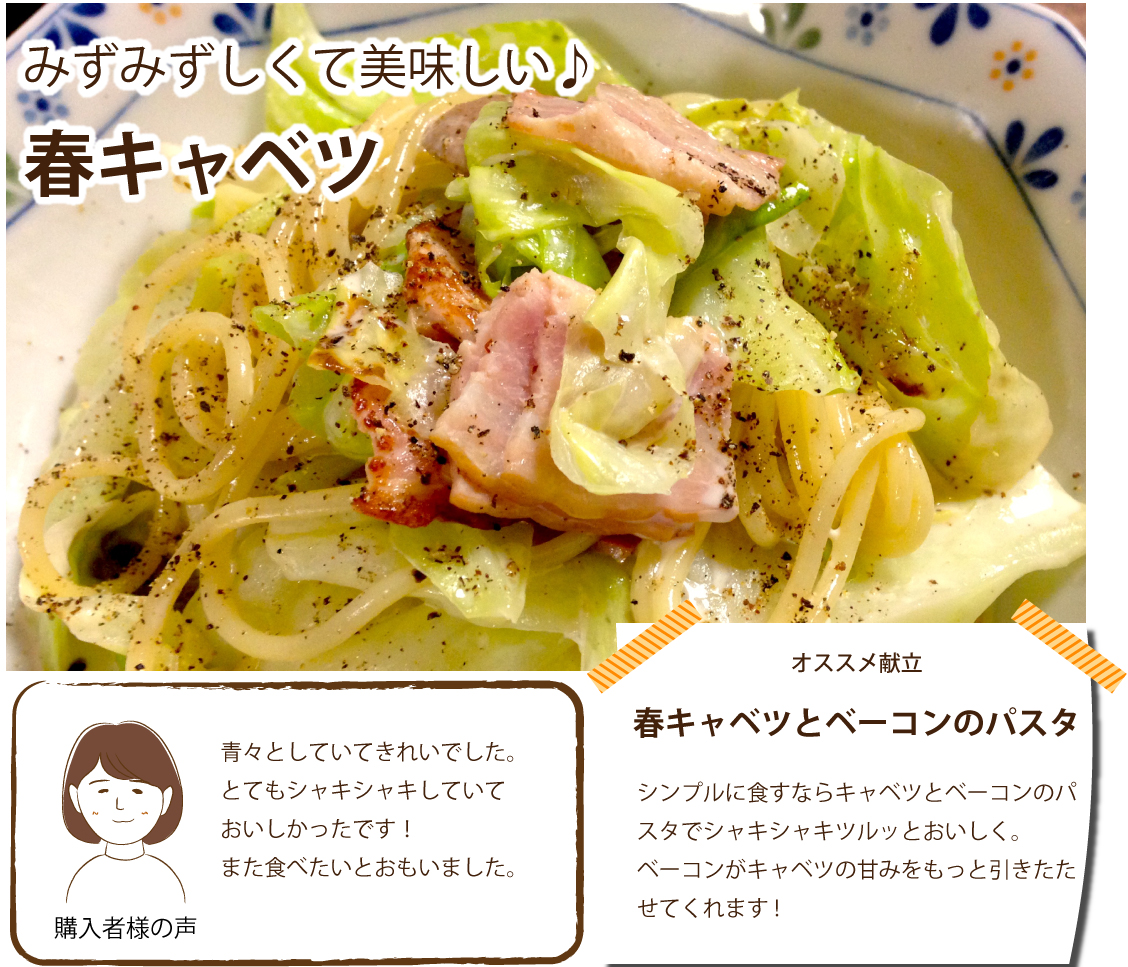 みずみずしくて美味しい♪
春キャベツ
オススメ献立
春キャベツとベーコンのパスタ
シンプルに食すならキャベツとベーコンのパ
スタでシャキシャキツルッとおいしく。
ベーコンがキャベツの甘みをもっと引きたた
せてくれます！
青々としていてきれいでした。
とてもシャキシャキしていて
おいしかったです！
また食べたいとおもいました。
購入者様の声